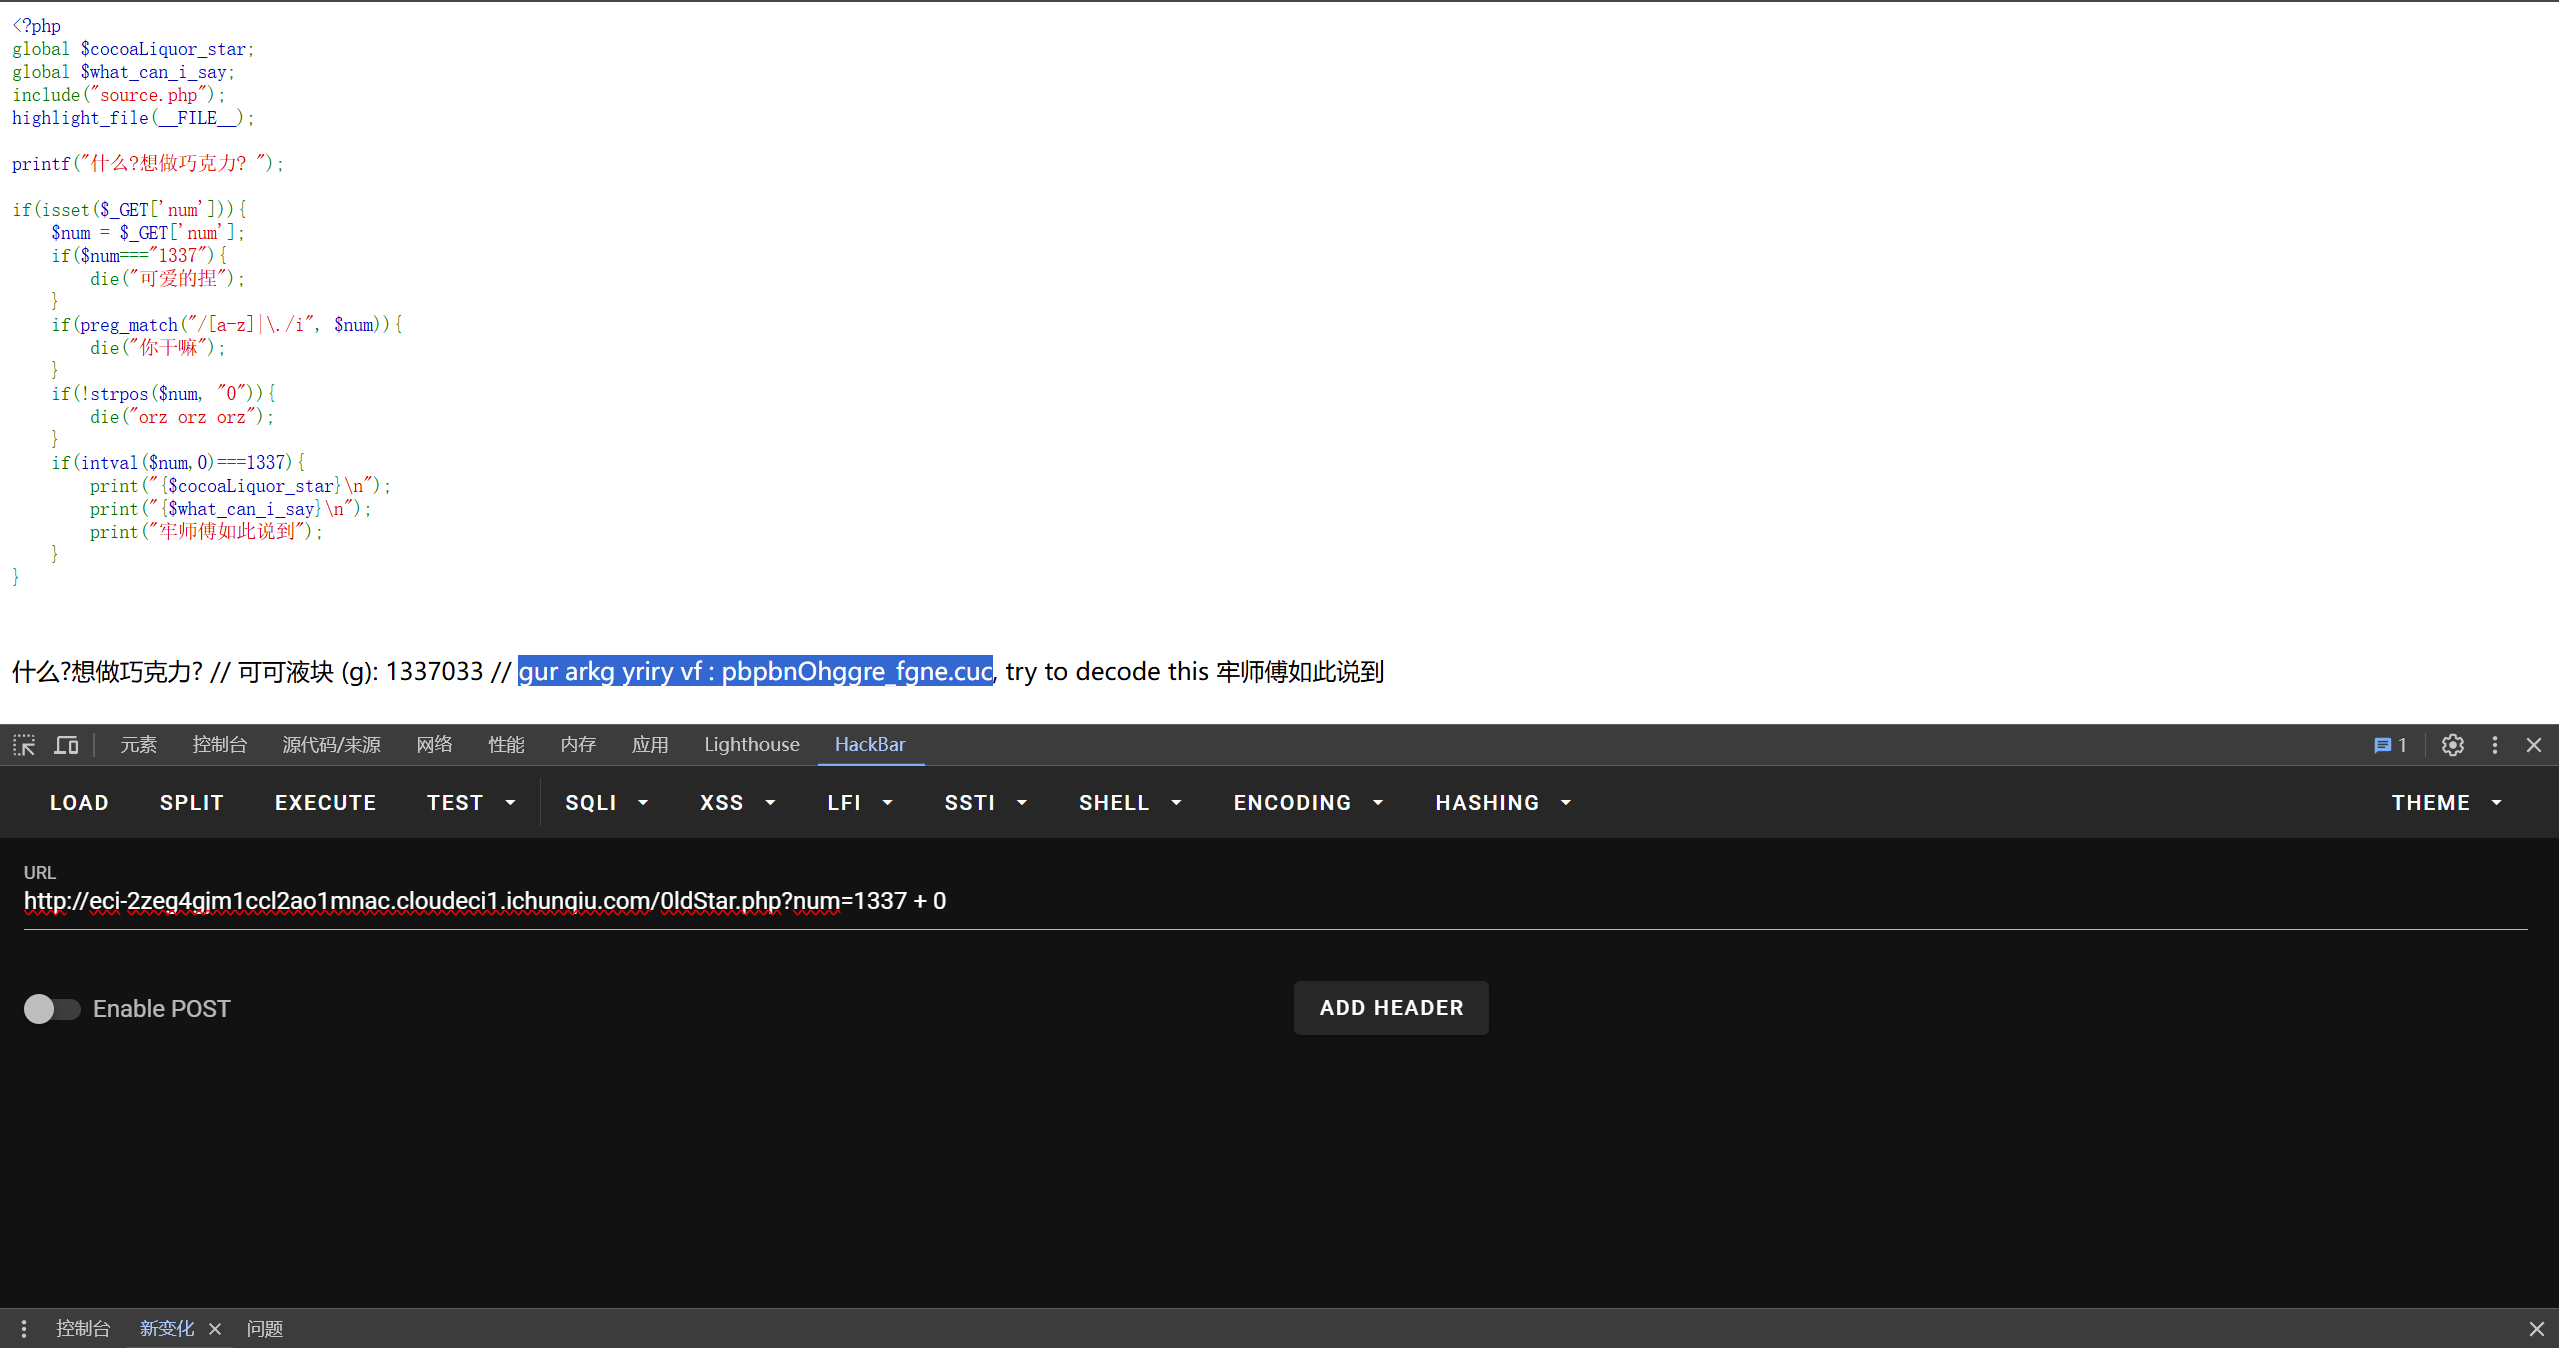 <?php
global $cocoaLiquor_star;
global $what_can_i_say;
include("source.php");
highlight_file(__FILE__);
printf("什么?想做巧克力? ");
if(isset($_GET['num'])){
    $num = $_GET['num'];
    if($num==="1337"){
        die("可爱的捏");
    }
    if(preg_match("/[a-z]|\./i", $num)){
        die("你干嘛");
    }
    if(!strpos($num, "0")){
        die("orz orz orz");
    }
    if(intval($num,0)===1337){
        print("{$cocoaLiquor_star}\n");
        print("{$what_can_i_say}\n");
        print("牢师傅如此说到");
    }
}
什么?想做巧克力? // 可可液块 (g): 1337033 // gur arkg yriry vf : pbpbnOhggre_fgne.cuc, try to decode this 牢师傅如此说到
元素 控制台 源代码/来源 网络 性能 内存 应用 Lighthouse HackBar 1
LOAD SPLIT EXECUTE TEST SQLI XSS LFI SSTI SHELL ENCODING HASHING THEME
URL
http://eci-2zeg4gjm1ccl2ao1mnac.cloudeci1.ichunqiu.com/0ldStar.php?num=1337 + 0
Enable POST ADD HEADER
控制台 新变化 问题